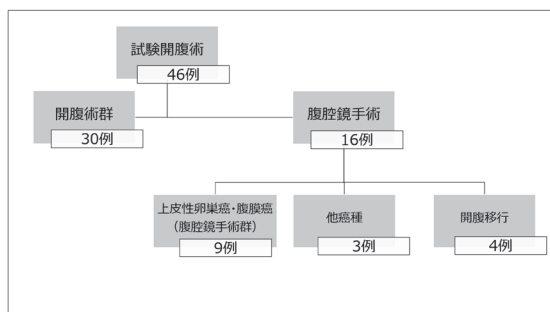 試験開腹術
46例
開腹術群
30例
腹腔鏡手術
16例
上皮性卵巣癌・腹膜癌
（腹腔鏡手術群）
9例
他癌種
3例
開腹移行
4例